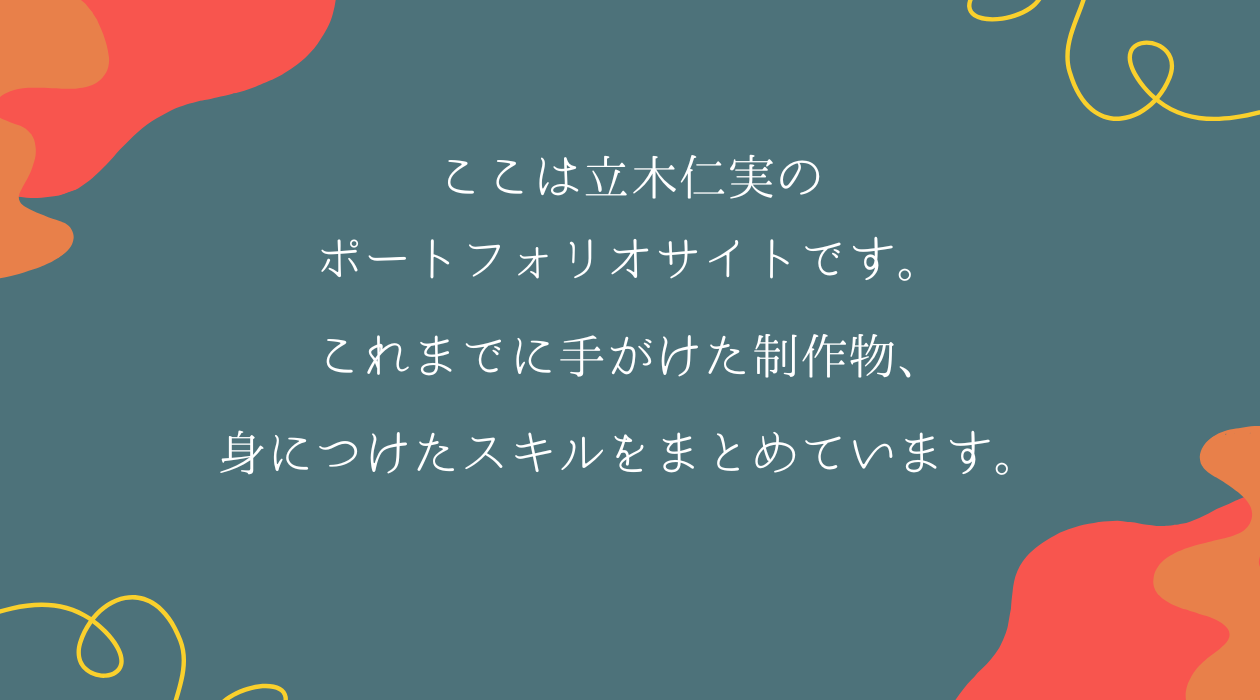 ここは立木仁実の
ポートフォリオサイトです。
これまでに手がけた制作物、
身につけたスキルをまとめています。